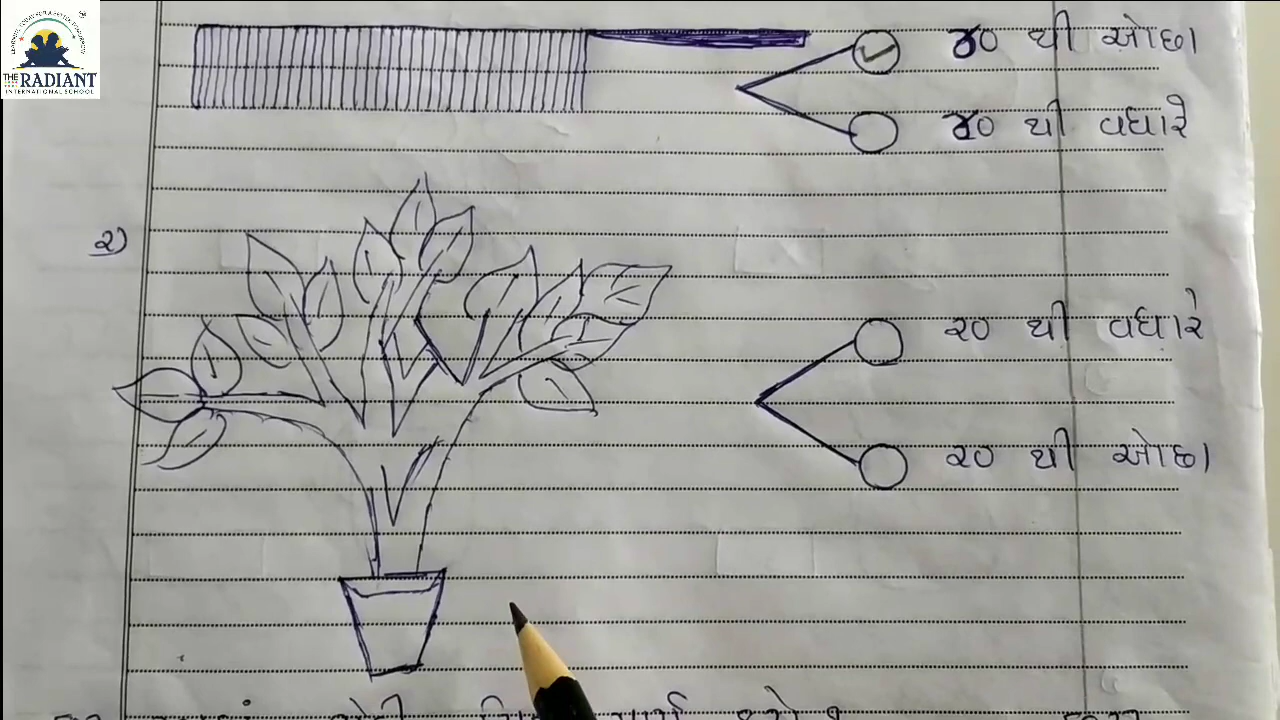 THE
RADIANT
INTERNATIONAL SCHOOL
૪૦ થી ઓછા
૪૦ થી વધારે
૨)
૨૦ થી વધારે
૨૦ થી ઓછા